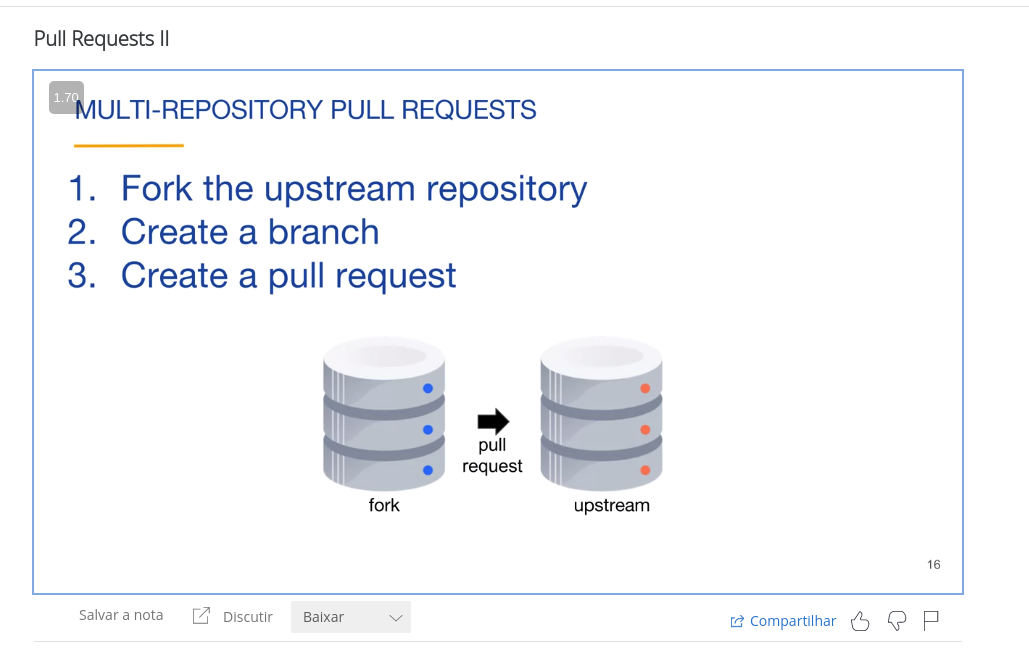 Pull Requests II
1.70
MULTI-REPOSITORY PULL REQUESTS
1. Fork the upstream repository
2. Create a branch
3. Create a pull request
pull
request
fork
upstream
16
Salvar a nota
Discutir
Baixar
Compartilhar